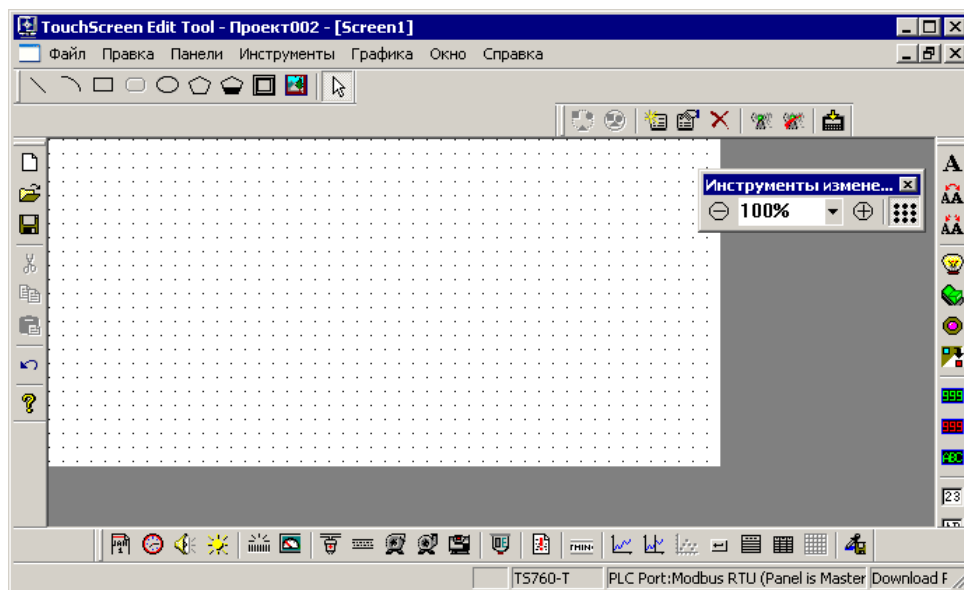 TouchScreen Edit Tool - Проект002 - [Screen1]
Файл Правка Панели Инструменты Графика Окно Справка
Инструменты измене...
100%
A
AA
AA
999
999
ABC
23
TS760-T PLC Port:Modbus RTU (Panel is Master Download F